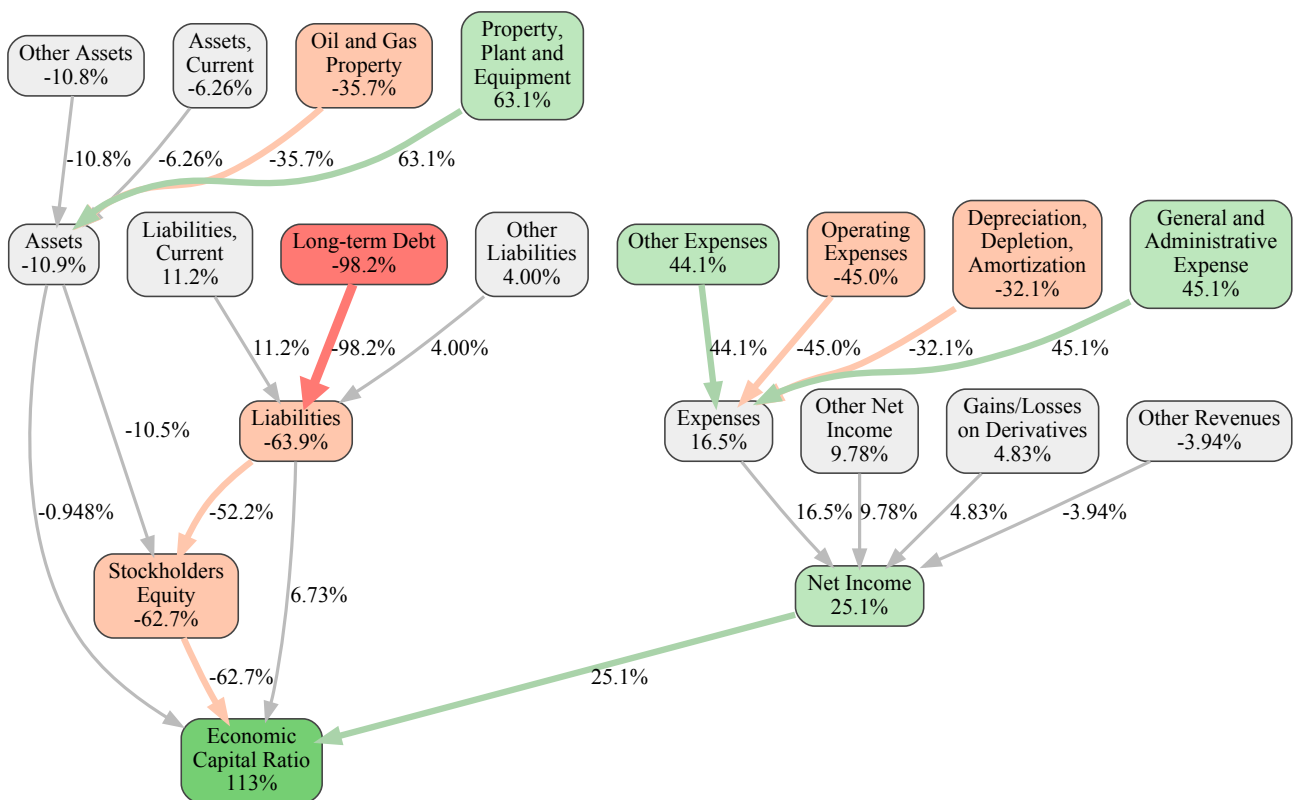 Other Assets
-10.8%
Assets,
Current
-6.26%
Oil and Gas
Property
-35.7%
Property,
Plant and
Equipment
63.1%
-10.8%
-6.26%
-35.7%
63.1%
Assets
-10.9%
Liabilities,
Current
11.2%
Long-term Debt
-98.2%
Other
Liabilities
4.00%
Other Expenses
44.1%
Operating
Expenses
-45.0%
Depreciation,
Depletion,
Amortization
-32.1%
General and
Administrative
Expense
45.1%
11.2%
-98.2%
4.00%
44.1%
-45.0%
-32.1%
45.1%
Liabilities
-63.9%
Expenses
16.5%
Other Net
Income
9.78%
Gains/Losses
on Derivatives
4.83%
Other Revenues
-3.94%
-10.5%
-0.948%
-52.2%
16.5%
9.78%
4.83%
-3.94%
Stockholders
Equity
-62.7%
6.73%
Net Income
25.1%
-62.7%
25.1%
Economic
Capital Ratio
113%